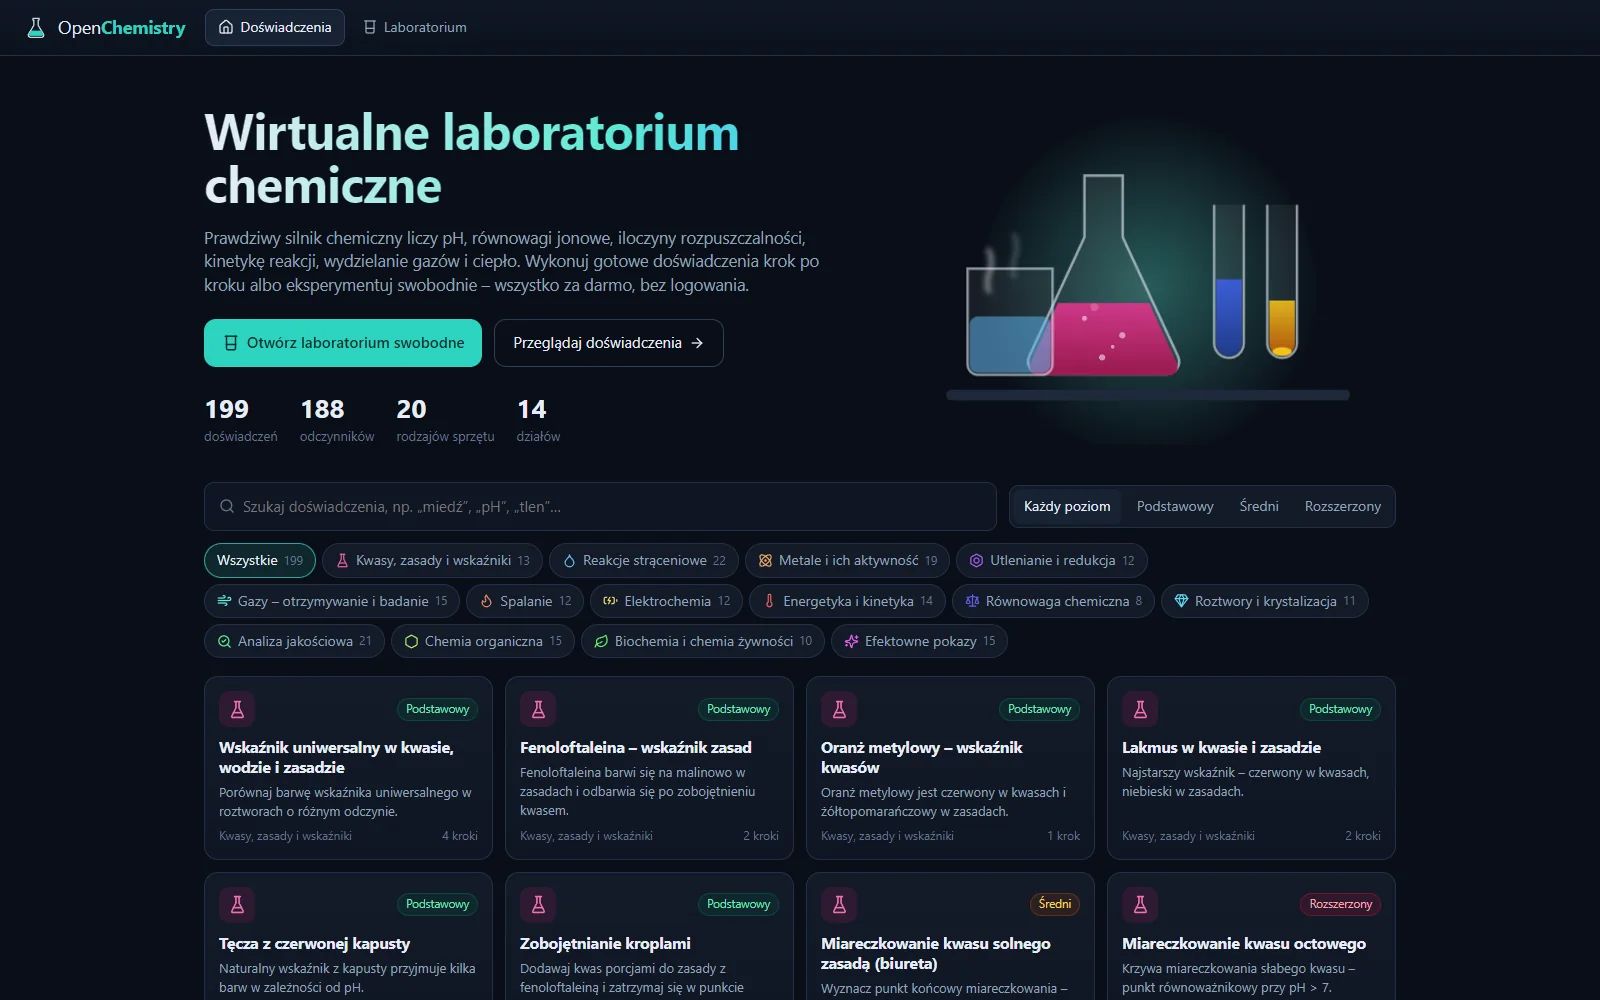 OpenChemistry
Doświadczenia
Laboratorium
Wirtualne laboratorium
chemiczne
Prawdziwy silnik chemiczny liczy pH, równowagi jonowe, iloczyny rozpuszczalności,
kinetykę reakcji, wydzielanie gazów i ciepło. Wykonuj gotowe doświadczenia krok po
kroku albo eksperymentuj swobodnie – wszystko za darmo, bez logowania.
Otwórz laboratorium swobodne
Przeglądaj doświadczenia →
199
doświadczeń
188
odczynników
20
rodzajów sprzętu
14
działów
Szukaj doświadczenia, np. „miedź”, „pH”, „tlen”...
Każdy poziom
Podstawowy
Średni
Rozszerzony
Wszystkie 199
Kwasy, zasady i wskaźniki 13
Reakcje strąceniowe 22
Metale i ich aktywność 19
Utlenianie i redukcja 12
Gazy – otrzymywanie i badanie 15
Spalanie 12
Elektrochemia 12
Energetyka i kinetyka 14
Równowaga chemiczna 8
Roztwory i krystalizacja 11
Analiza jakościowa 21
Chemia organiczna 15
Biochemia i chemia żywności 10
Efektowne pokazy 15
Podstawowy
Wskaźnik uniwersalny w kwasie,
wodzie i zasadzie
Porównaj barwę wskaźnika uniwersalnego w
roztworach o różnym odczynie.
Kwasy, zasady i wskaźniki
4 kroki
Podstawowy
Fenoloftaleina – wskaźnik zasad
Fenoloftaleina barwi się na malinowo w
zasadach i odbarwia się po zobojętnieniu
kwasem.
Kwasy, zasady i wskaźniki
2 kroki
Podstawowy
Oranż metylowy – wskaźnik
kwasów
Oranż metylowy jest czerwony w kwasach i
żółtopomarańczowy w zasadach.
Kwasy, zasady i wskaźniki
1 krok
Podstawowy
Lakmus w kwasie i zasadzie
Najstarszy wskaźnik – czerwony w kwasach,
niebieski w zasadach.
Kwasy, zasady i wskaźniki
2 kroki
Podstawowy
Tęcza z czerwonej kapusty
Naturalny wskaźnik z kapusty przyjmuje kilka
barw w zależności od pH.
Podstawowy
Zobojętnianie kroplami
Dodawaj kwas porcjami do zasady z
fenoloftaleiną i zatrzymaj się w punkcie
Średni
Miareczkowanie kwasu solnego
zasadą (biureta)
Wyznacz punkt końcowy miareczkowania –
Rozszerzony
Miareczkowanie kwasu octowego
Krzywa miareczkowania słabego kwasu –
punkt równoważnikowy przy pH > 7.